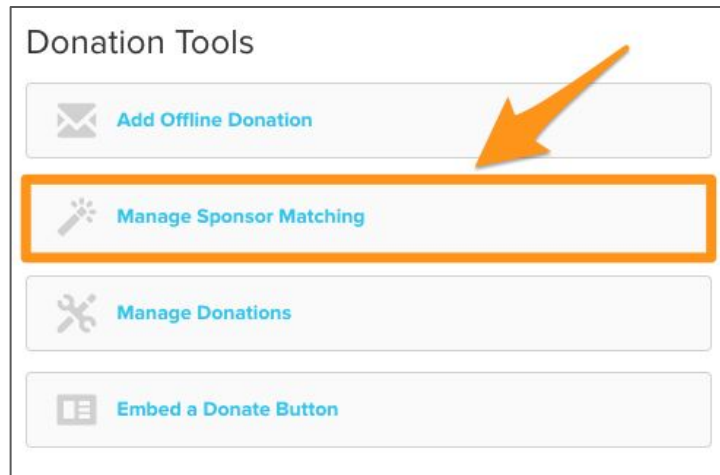 Donation Tools
Add Offline Donation
Manage Sponsor Matching
Manage Donations
Embed a Donate Button